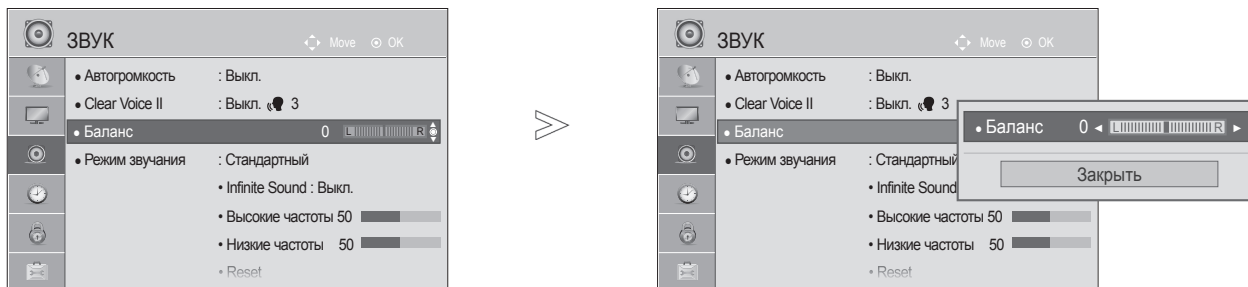 ЗВУК Move OK
• Автогромкость : Выкл.
• Clear Voice II : Выкл. 3
• Баланс 0 L R
• Режим звучания : Стандартный
• Infinite Sound : Выкл.
• Высокие частоты 50
• Низкие частоты 50
• Reset
ЗВУК Move OK
• Автогромкость : Выкл.
• Clear Voice II : Выкл. 3
• Баланс
• Режим звучания : Стандартный
• Infinite Sound
• Высокие частоты 50
• Низкие частоты 50
• Reset
• Баланс 0 ◄ L R ►
Закрыть